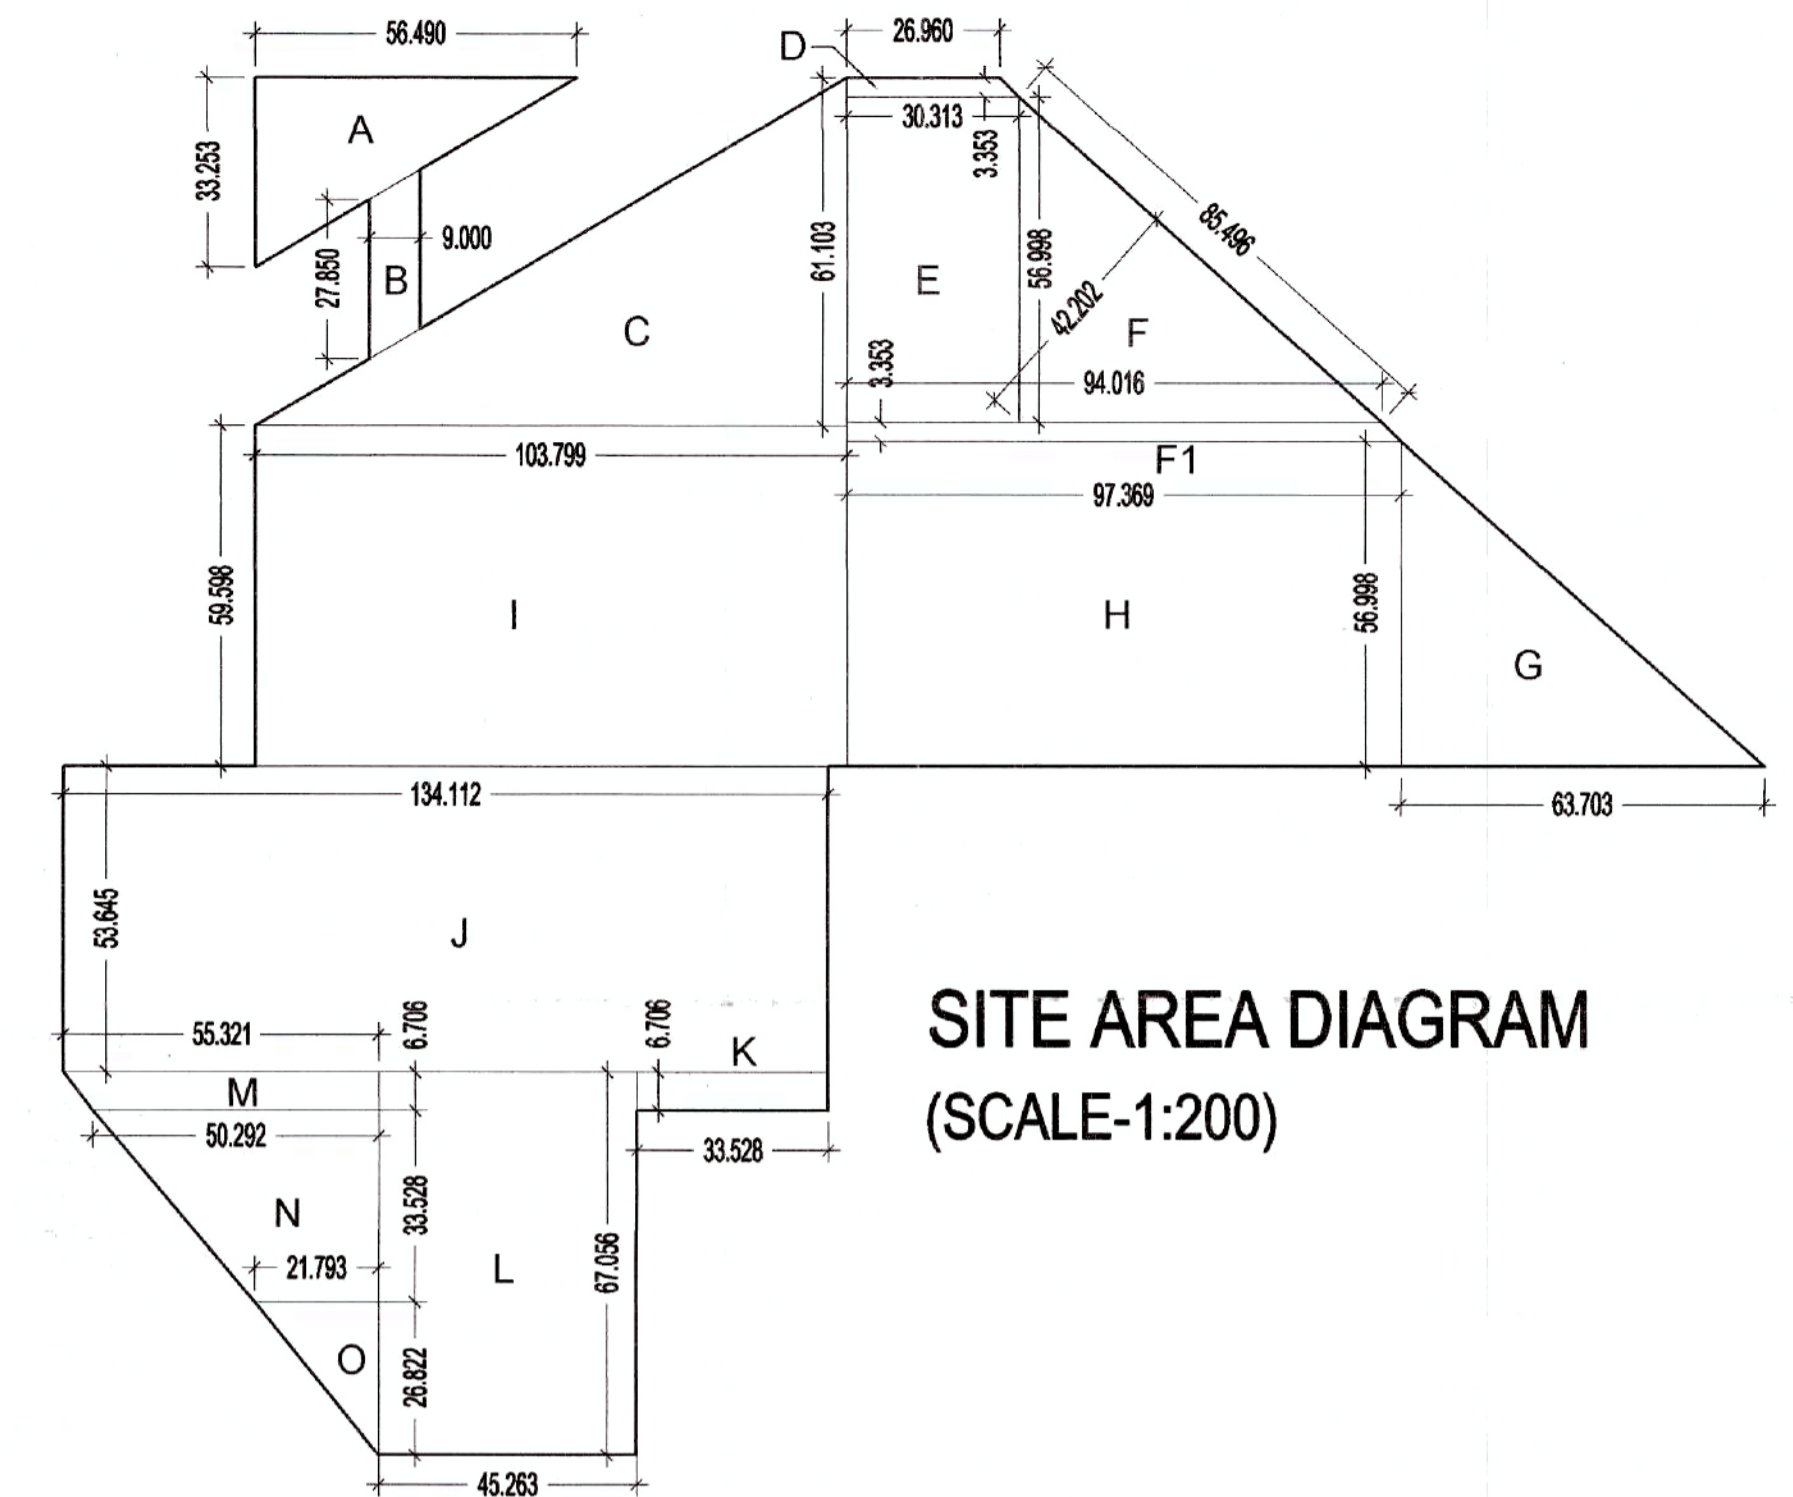 56.490
26.960
D
A
33.253
30.313
3.353
85.496
9.000
27.850
B
61.103
56.998
E
42.202
C
F
3.353
94.016
103.799
F1
97.369
59.598
I
H
56.998
G
134.112
63.703
53.645
J
55.321
6.706
6.706
K
M
50.292
33.528
N
33.528
21.793
L
67.056
O
26.822
45.263
SITE AREA DIAGRAM
(SCALE-1:200)